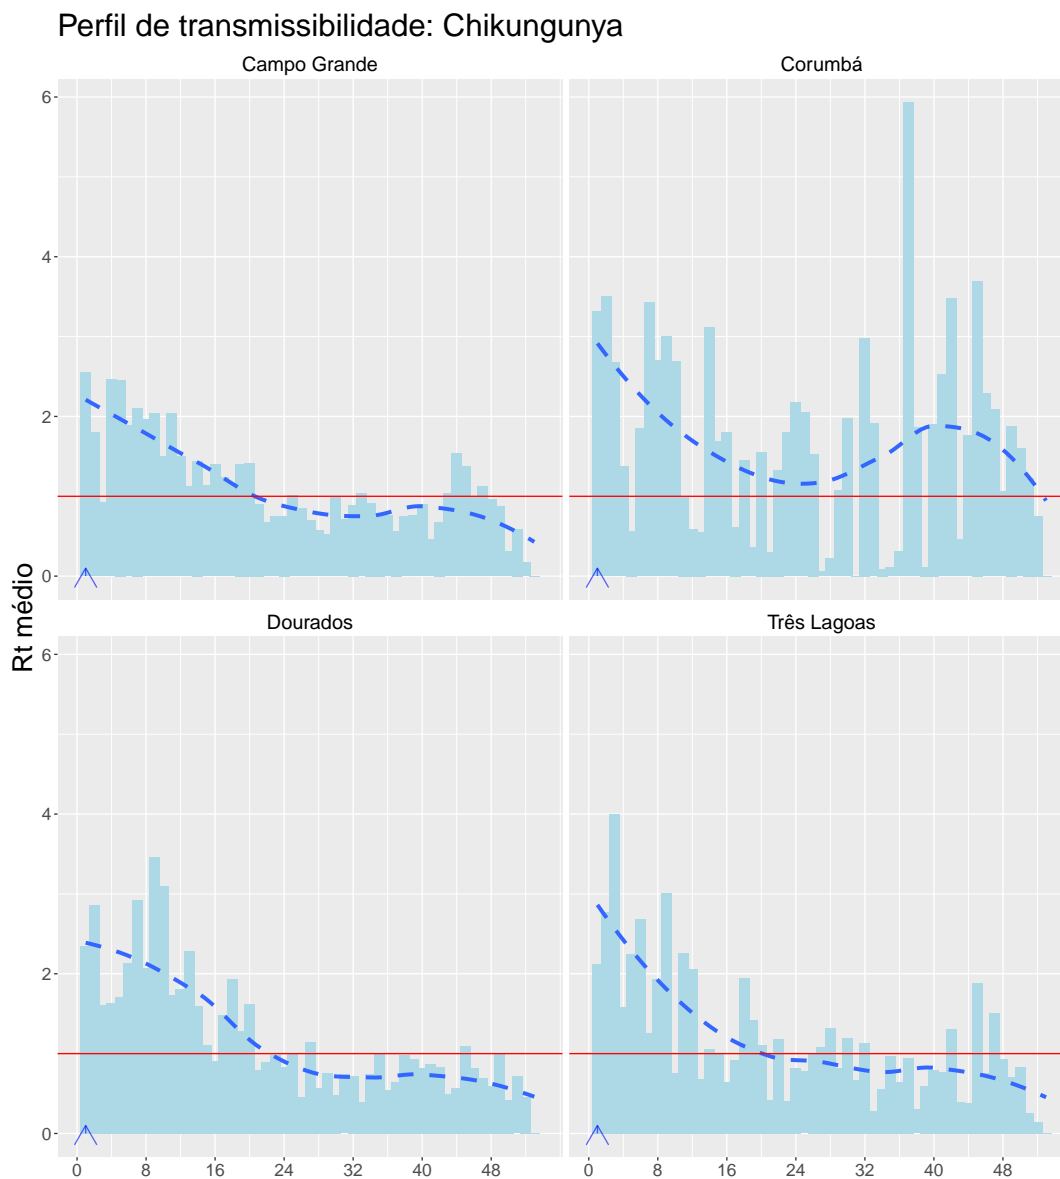 Perfil de transmissibilidade: Chikungunya
Campo Grande
Corumbá
6
4
2
0
Rt médio
Dourados
Três Lagoas
6
4
2
0
0 8 16 24 32 40 48
0 8 16 24 32 40 48